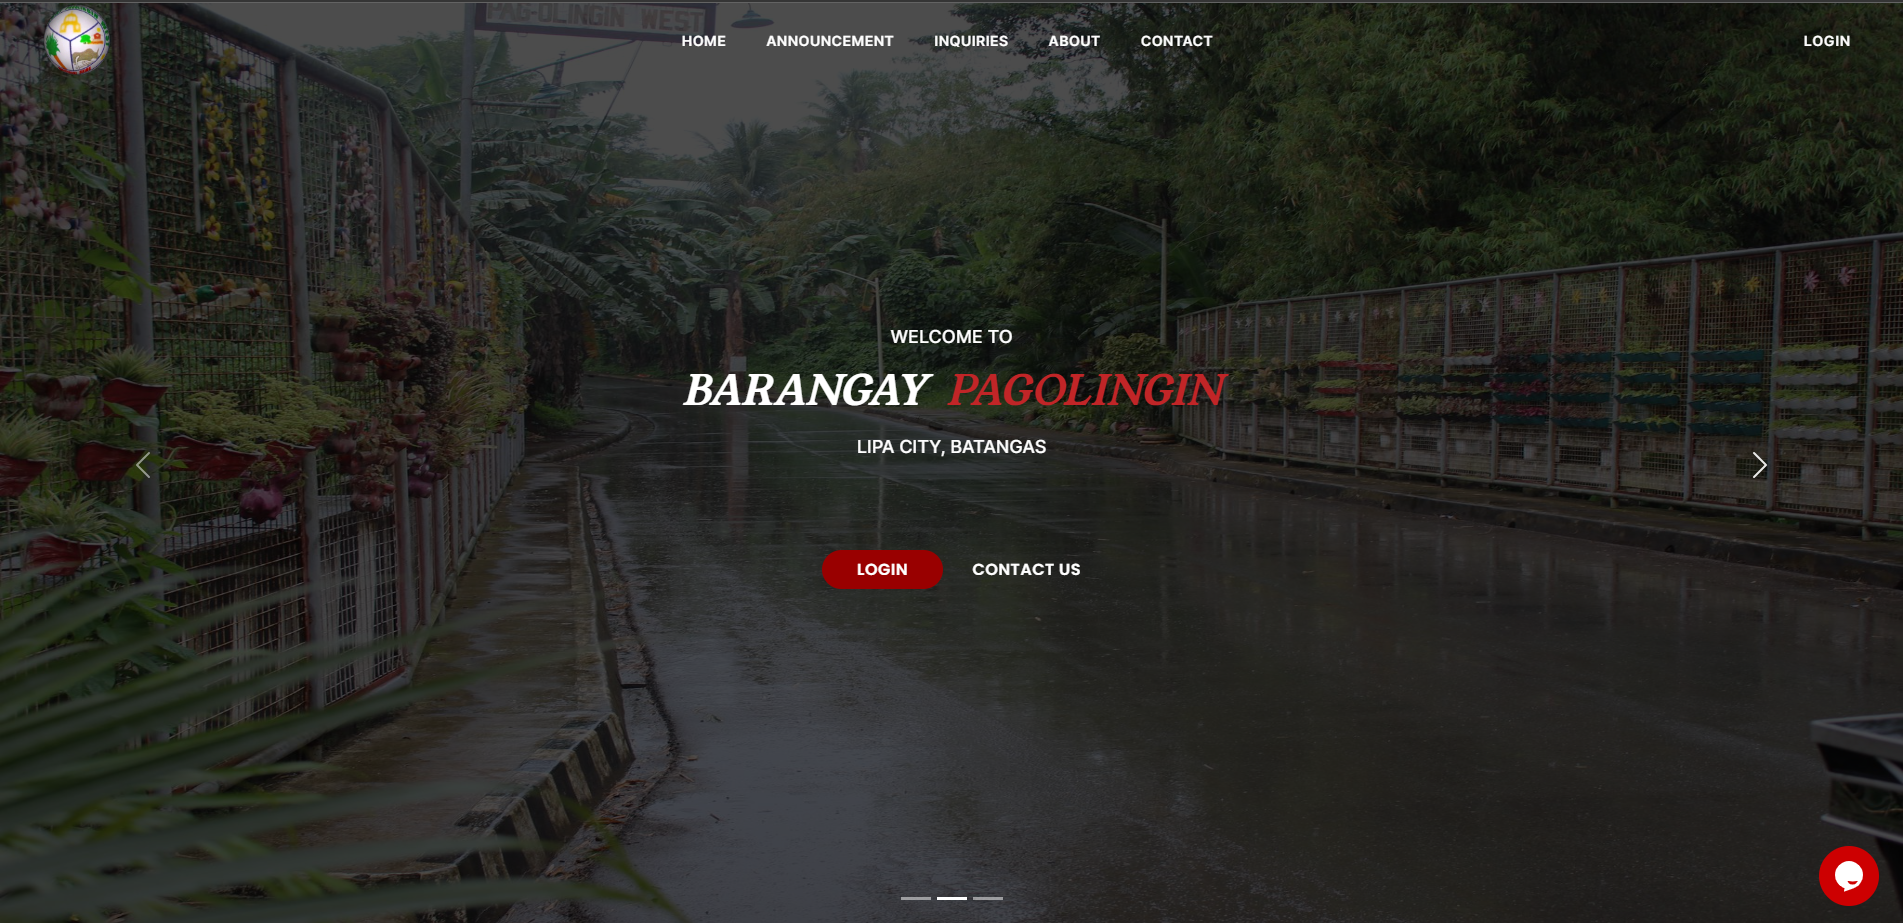 PAG-OLINGIN WEST
HOME ANNOUNCEMENT INQUIRIES ABOUT CONTACT LOGIN
WELCOME TO
BARANGAY PAGOLINGIN
LIPA CITY, BATANGAS
LOGIN CONTACT US